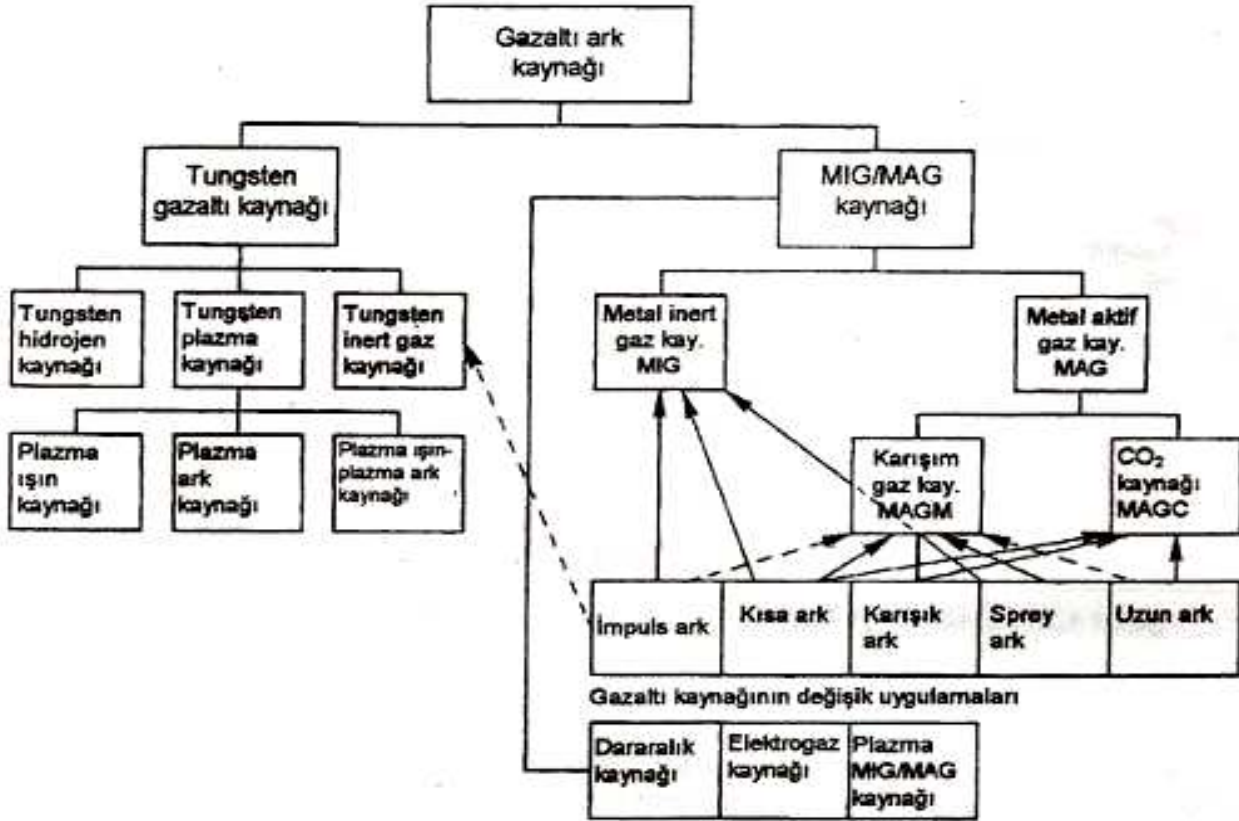 Gazaltı ark
kaynağı
Tungsten
gazaltı kaynağı
MIG/MAG
kaynağı
Tungsten
hidrojen
kaynağı
Tungsten
plazma
kaynağı
Tungsten
inert gaz
kaynağı
Metal inert
gaz kay.
MIG
Metal aktif
gaz kay.
MAG
Plazma
ışın
kaynağı
Plazma
ark
kaynağı
Plazma ışın-
plazma ark
kaynağı
Karışım
gaz kay.
MAGM
CO₂
kaynağı
MAGC
İmpuls ark
Kısa ark
Karışık
ark
Sprey
ark
Uzun ark
Gazaltı kaynağının değişik uygulamaları
Dararalık
kaynağı
Elektrogaz
kaynağı
Plazma
MIG/MAG
kaynağı